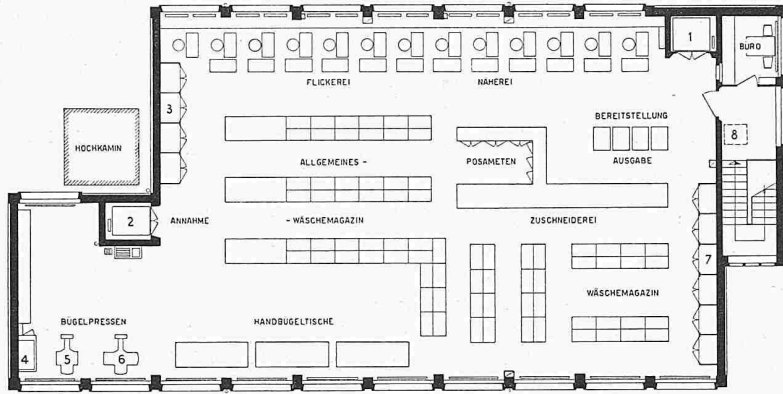 1
BÜRO
FLICKEREI
NÄHEREI
3
BEREITSTELLUNG
HOCHKAMIN
8
ALLGEMEINES -
POSAMETEN
AUSGABE
2
ANNAHME
- WÄSCHEMAGAZIN
ZUSCHNEIDEREI
7
WÄSCHEMAGAZIN
BÜGELPRESSEN
HANDBÜGELTISCHE
4
5
6